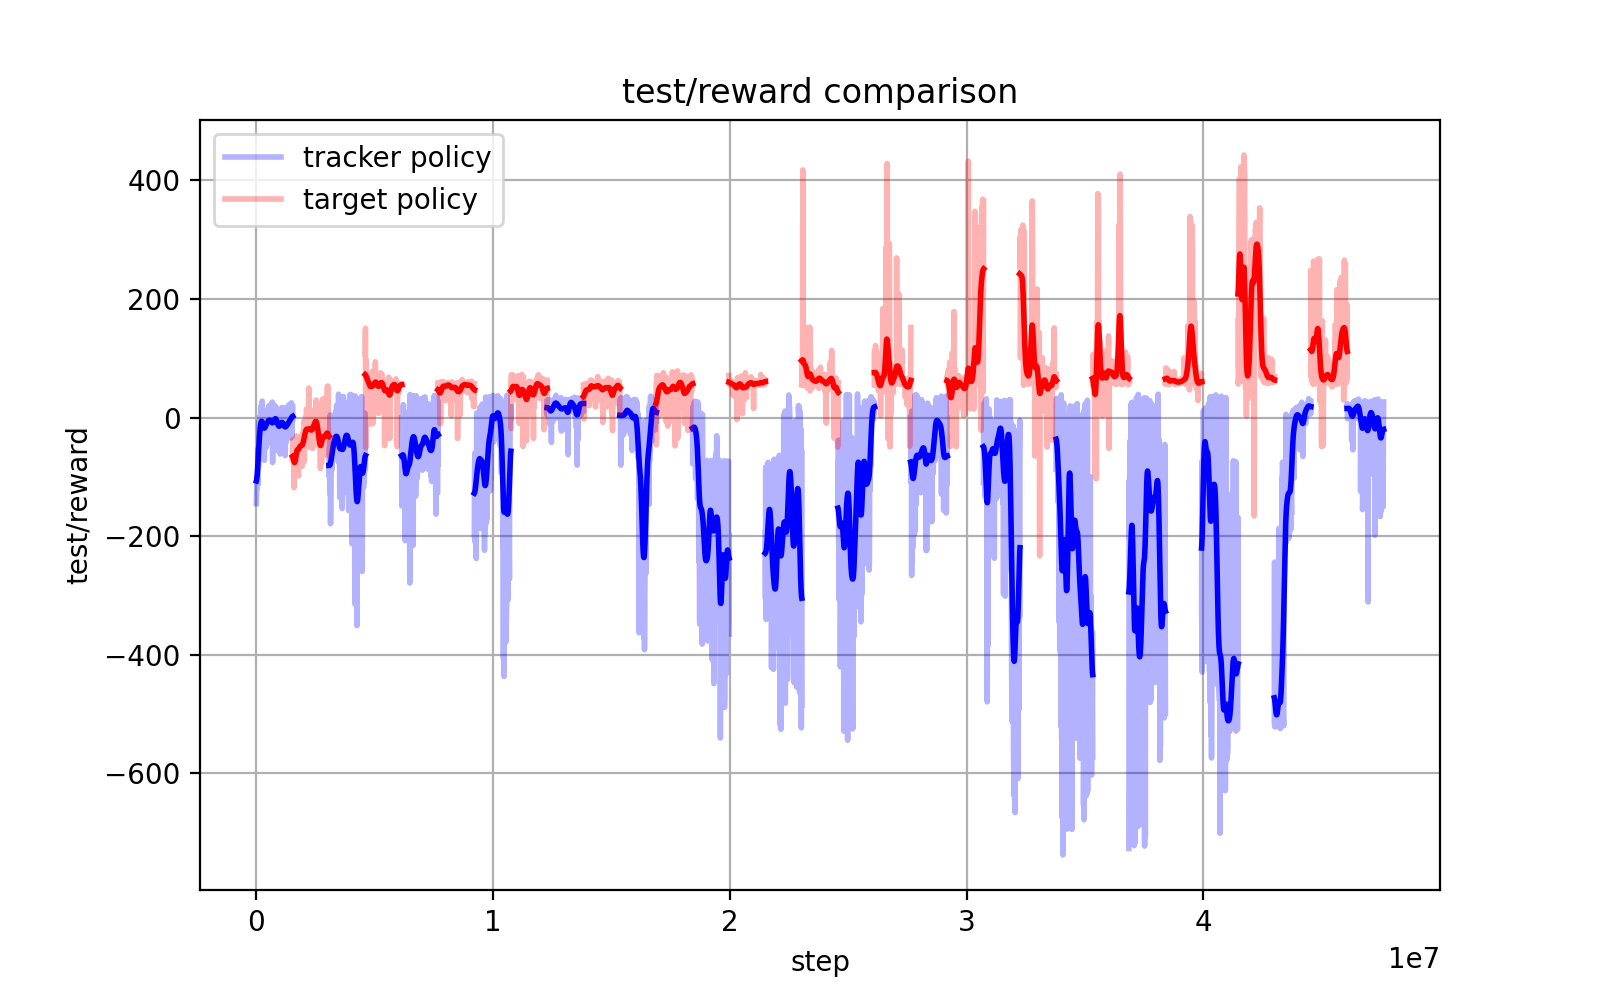 test/reward comparison
tracker policy
target policy
400
200
0
−200
−400
−600
test/reward
0 1 2 3 4
step
1e7